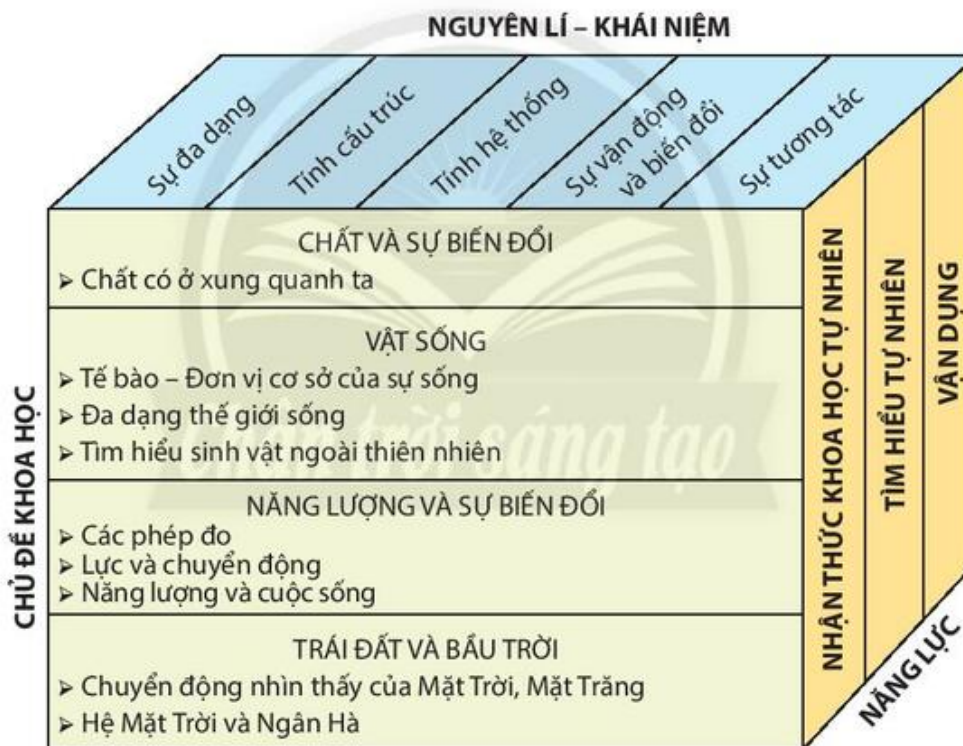 NGUYÊN LÍ – KHÁI NIỆM
Sự đa dạng
Tính cấu trúc
Tính hệ thống
Sự vận động
và biến đổi
Sự tương tác
CHỦ ĐỀ KHOA HỌC
CHẤT VÀ SỰ BIẾN ĐỔI
➢ Chất có ở xung quanh ta
VẬT SỐNG
➢ Tế bào – Đơn vị cơ sở của sự sống
➢ Đa dạng thế giới sống
➢ Tìm hiểu sinh vật ngoài thiên nhiên
NĂNG LƯỢNG VÀ SỰ BIẾN ĐỔI
➢ Các phép đo
➢ Lực và chuyển động
➢ Năng lượng và cuộc sống
TRÁI ĐẤT VÀ BẦU TRỜI
➢ Chuyển động nhìn thấy của Mặt Trời, Mặt Trăng
➢ Hệ Mặt Trời và Ngân Hà
NHẬN THỨC KHOA HỌC TỰ NHIÊN
TÌM HIỂU TỰ NHIÊN
VẬN DỤNG
NĂNG LỰC
Chân trời sáng tạo